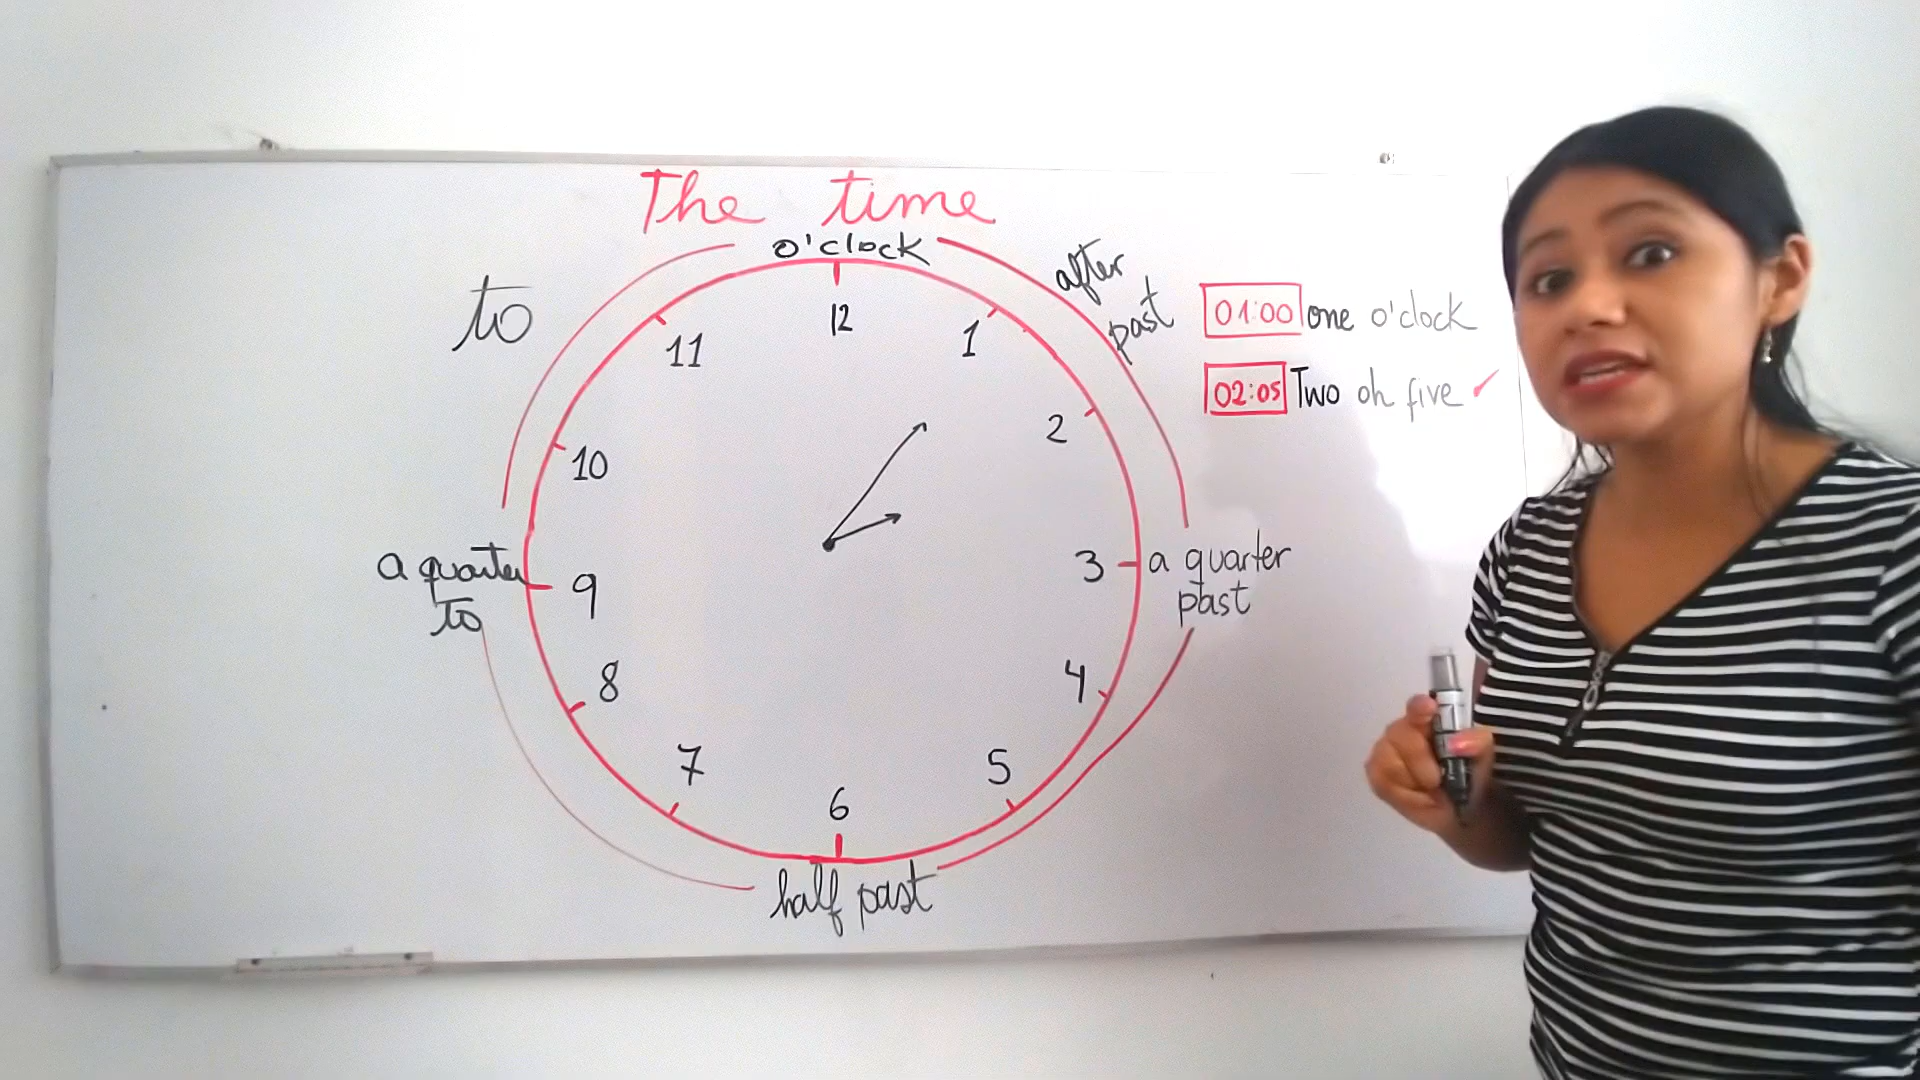 The time
o'clock
after
past
to
12
1
2
3
4
5
6
7
8
9
10
11
a quarter
past
half past
a quarter
to
01:00 one o'clock
02:05 Two oh five